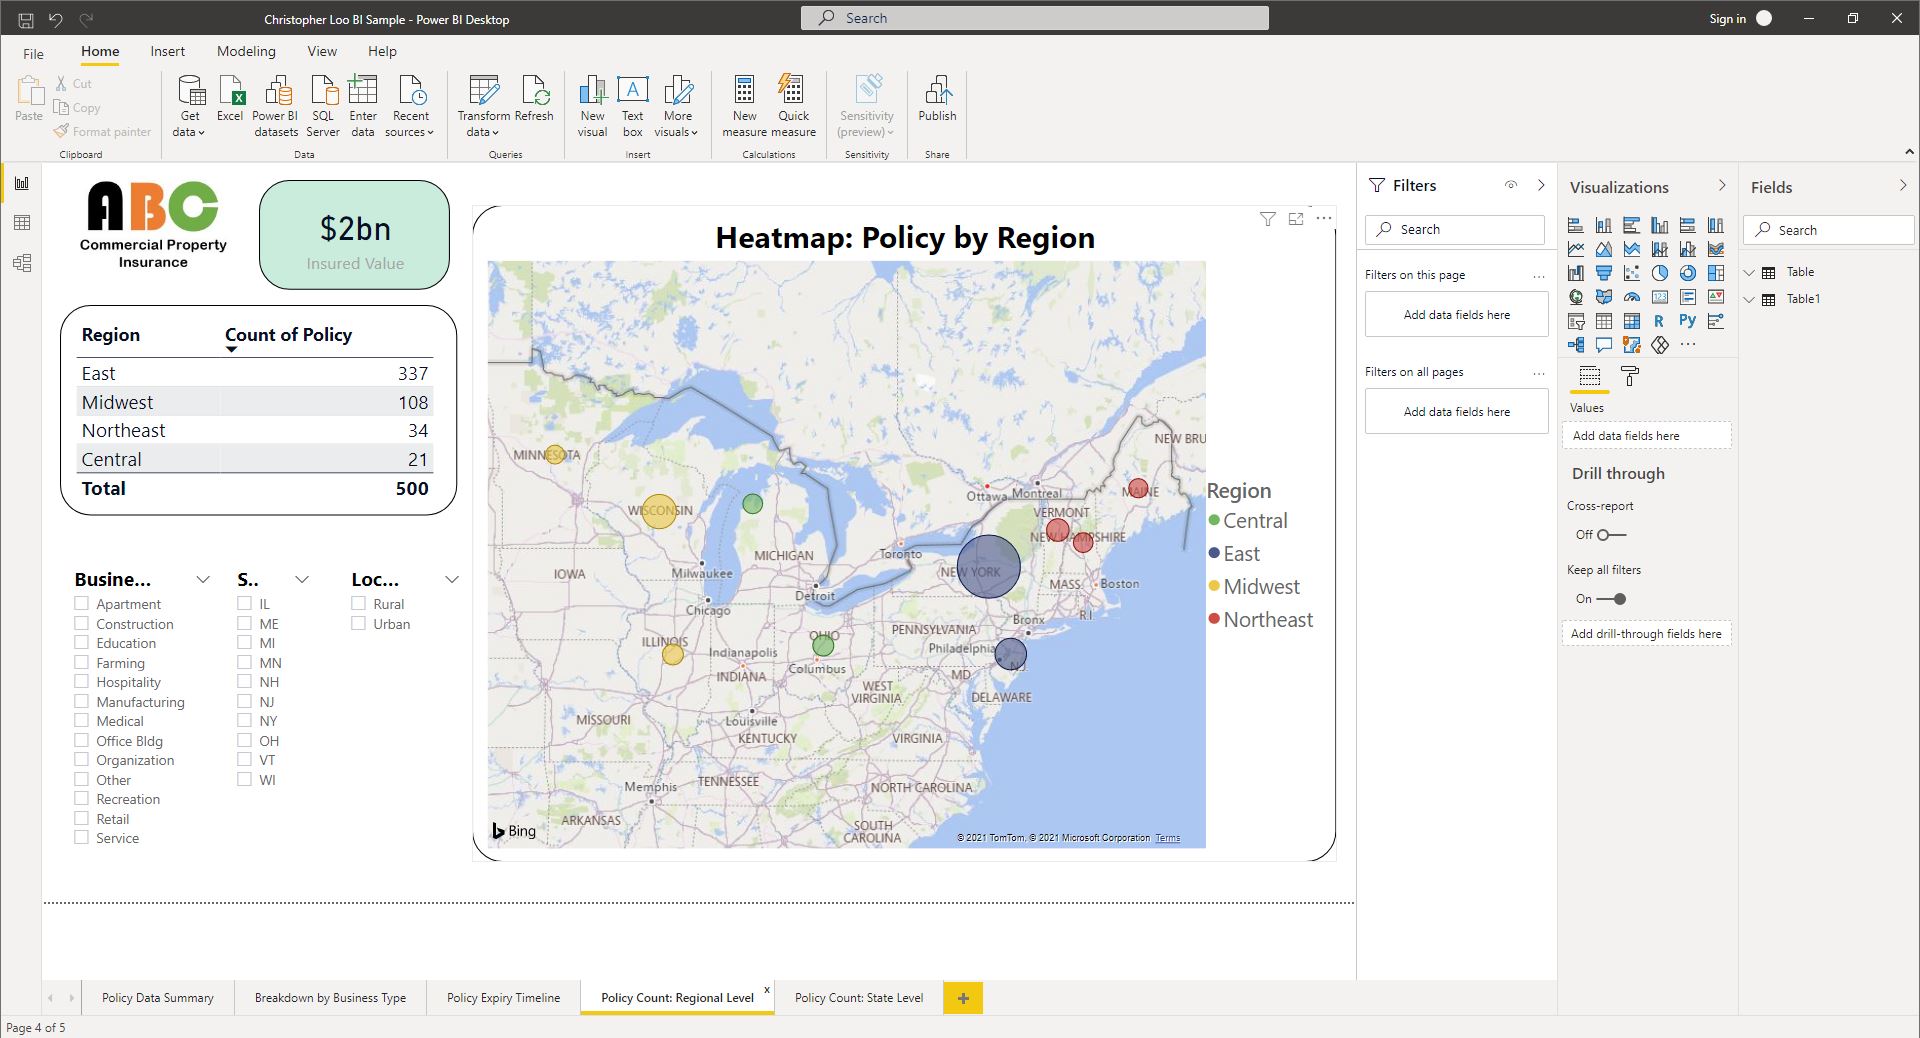 Christopher Loo BI Sample - Power BI Desktop
Search
Sign in
File
Home
Insert
Modeling
View
Help
Paste
Cut
Copy
Format painter
Clipboard
Get data
Excel
Power BI datasets
SQL Server
Enter data
Recent sources
Data
Transform data
Refresh
Queries
New visual
Text box
More visuals
Insert
New measure
Quick measure
Calculations
Sensitivity (preview)
Sensitivity
Publish
Share
ABC
Commercial Property
Insurance
$2bn
Insured Value
Region Count of Policy
East 337
Midwest 108
Northeast 34
Central 21
Total 500
Busine...
Apartment
Construction
Education
Farming
Hospitality
Manufacturing
Medical
Office Bldg
Organization
Other
Recreation
Retail
Service
S..
IL
ME
MI
MN
NH
NJ
NY
OH
VT
WI
Loc...
Rural
Urban
Heatmap: Policy by Region
NEW BRU
MINNESOTA
MAINE
Ottawa
Montreal
WISCONSIN
VERMONT
NEW HAMPSHIRE
MICHIGAN
Toronto
IOWA
Milwaukee
NEW YORK
MASS.
Boston
Detroit
Chicago
R.I.
Bronx
PENNSYLVANIA
ILLINOIS
OHIO
Indianapolis
Philadelphia
INDIANA
Columbus
MD
N.J.
WEST
VIRGINIA
DELAWARE
MISSOURI
Louisville
KENTUCKY
VIRGINIA
TENNESSEE
Memphis
NORTH CAROLINA
ARKANSAS
SOUTH
CAROLINA
Bing
© 2021 TomTom, © 2021 Microsoft Corporation Terms
Region
Central
East
Midwest
Northeast
Filters
Search
Filters on this page
Add data fields here
Filters on all pages
Add data fields here
Visualizations
123
R
Py
Values
Add data fields here
Drill through
Cross-report
Off
Keep all filters
On
Add drill-through fields here
Fields
Search
Table
Table1
Policy Data Summary
Breakdown by Business Type
Policy Expiry Timeline
Policy Count: Regional Level
x
Policy Count: State Level
+
Page 4 of 5